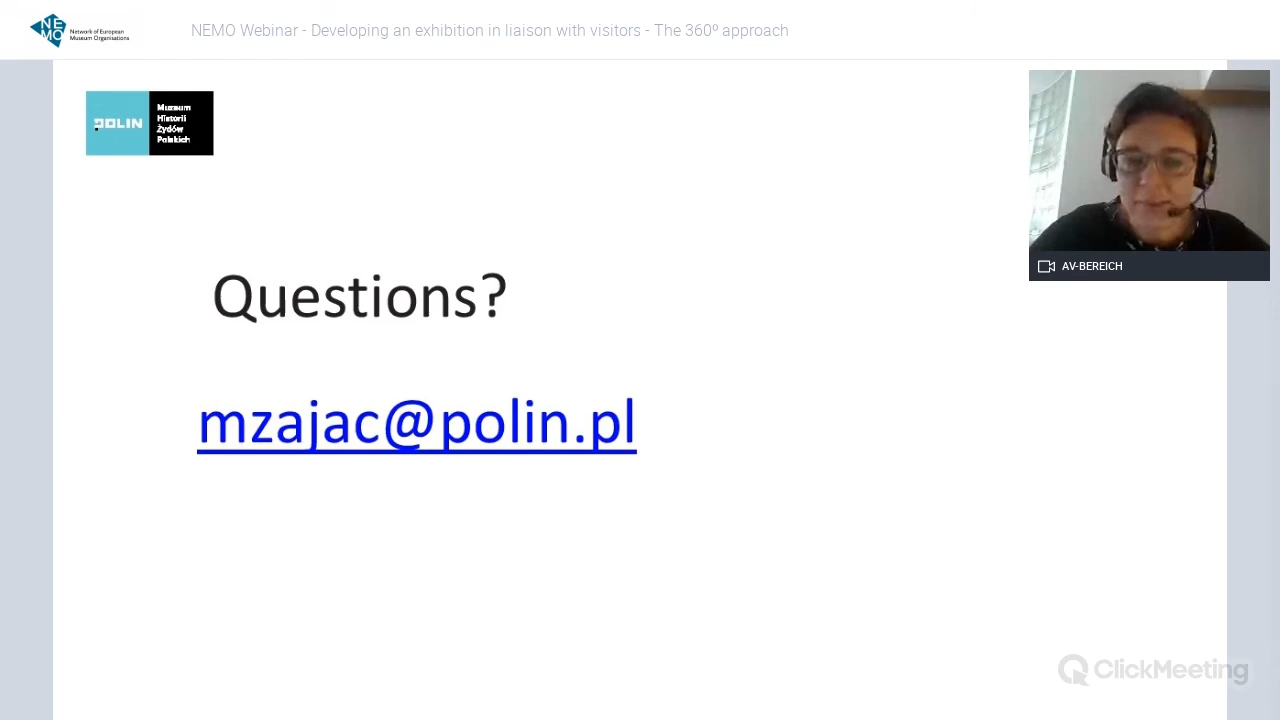 NEMO
Network of European
Museum Organisations
NEMO Webinar - Developing an exhibition in liaison with visitors - The 360º approach
POLIN
Muzeum
Historii
Żydów
Polskich
AV-BEREICH
Questions?
mzajac@polin.pl
ClickMeeting